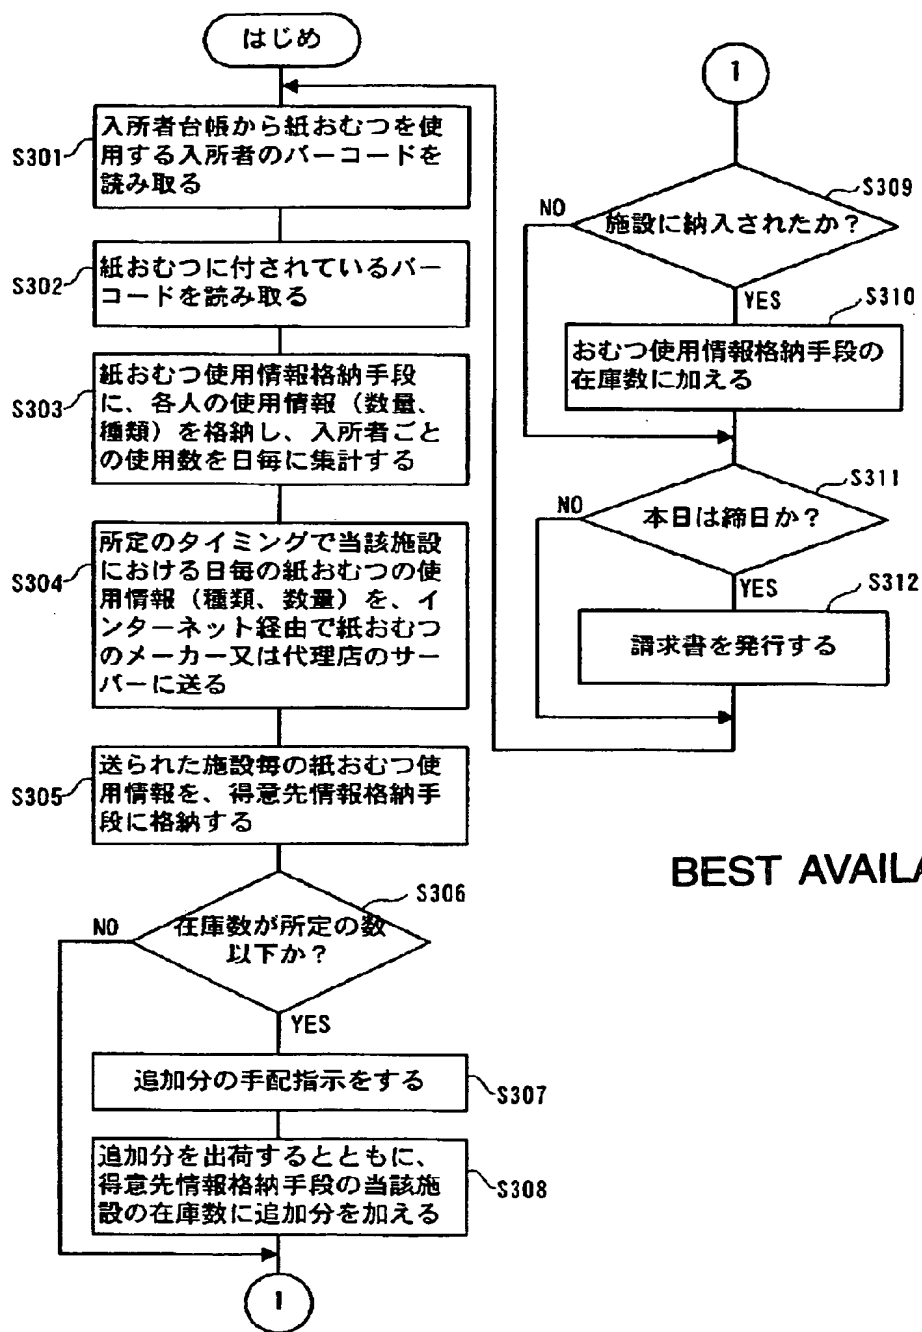 はじめ
S301
入所者台帳から紙おむつを使
用する入所者のバーコードを
読み取る
S302
紙おむつに付されているバー
コードを読み取る
S303
紙おむつ使用情報格納手段
に、各人の使用情報（数量、
種類）を格納し、入所者ごと
の使用数を日毎に集計する
S304
所定のタイミングで当該施設
における日毎の紙おむつの使
用情報（種類、数量）を、イ
ンターネット経由で紙おむつ
のメーカー又は代理店のサー
バーに送る
S305
送られた施設毎の紙おむつ使
用情報を、得意先情報格納手
段に格納する
S306
NO
在庫数が所定の数
以下か？
YES
追加分の手配指示をする
S307
追加分を出荷するとともに、
得意先情報格納手段の当該施
設の在庫数に追加分を加える
S308
1
1
S309
NO
施設に納入されたか？
YES
S310
おむつ使用情報格納手段の
在庫数に加える
S311
NO
本日は締日か？
YES
S312
請求書を発行する
BEST AVAILA